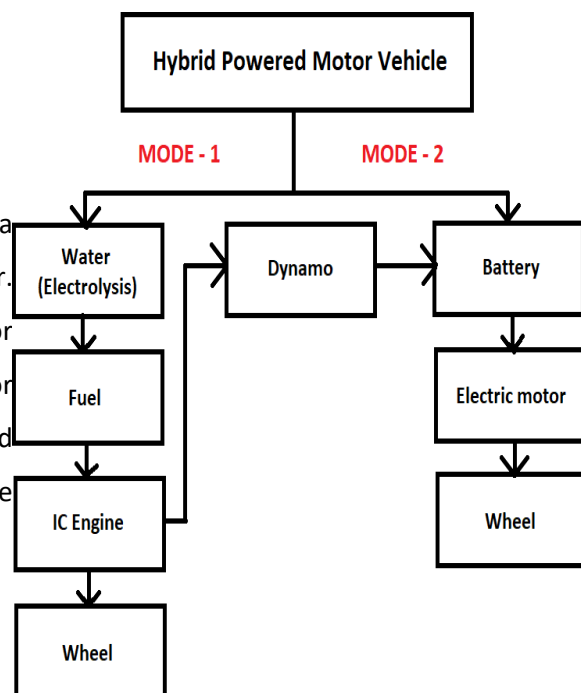 Hybrid Powered Motor Vehicle
MODE - 1
MODE - 2
Water
(Electrolysis)
Dynamo
Battery
Fuel
Electric motor
IC Engine
Wheel
Wheel